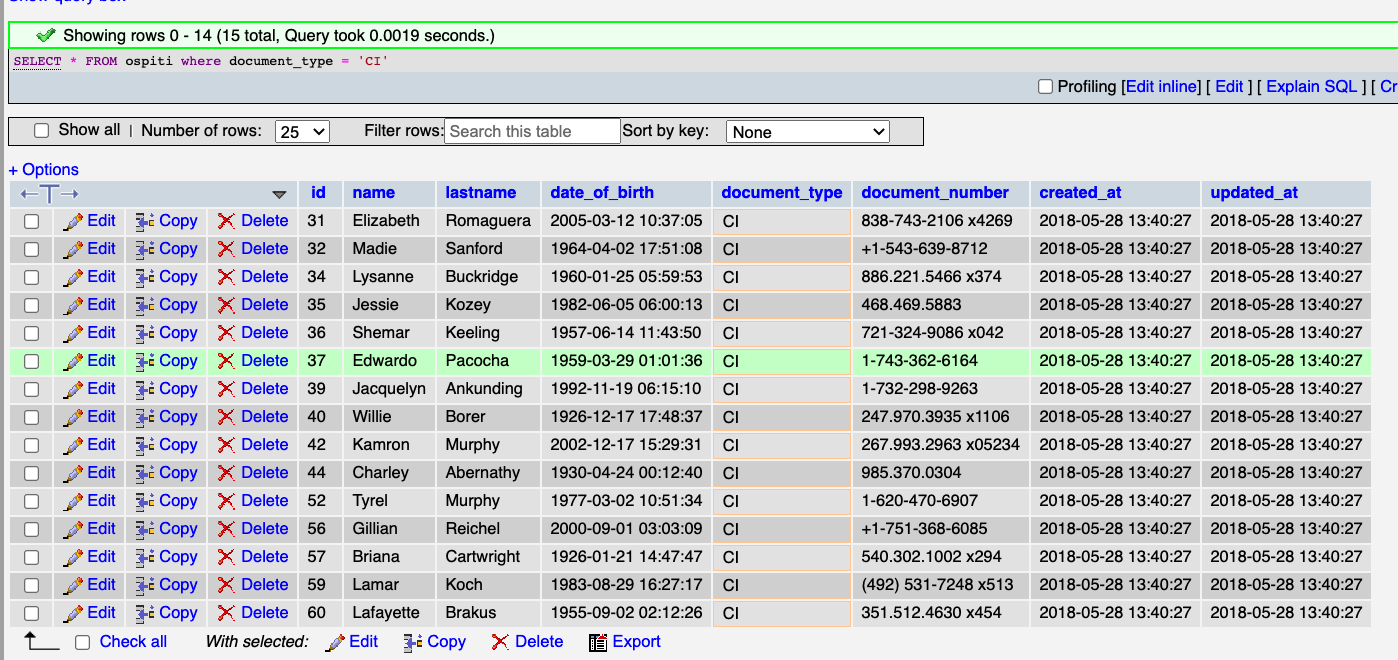 Show query box
Showing rows 0 - 14 (15 total, Query took 0.0019 seconds.)
SELECT * FROM ospiti where document_type = 'CI'
Profiling [Edit inline] [ Edit ] [ Explain SQL ] [ Cr
Show all | Number of rows: 25 Filter rows: Search this table Sort by key: None
+ Options
←T→ id name lastname date_of_birth document_type document_number created_at updated_at
Edit Copy Delete 31 Elizabeth Romaguera 2005-03-12 10:37:05 CI 838-743-2106 x4269 2018-05-28 13:40:27 2018-05-28 13:40:27
Edit Copy Delete 32 Madie Sanford 1964-04-02 17:51:08 CI +1-543-639-8712 2018-05-28 13:40:27 2018-05-28 13:40:27
Edit Copy Delete 34 Lysanne Buckridge 1960-01-25 05:59:53 CI 886.221.5466 x374 2018-05-28 13:40:27 2018-05-28 13:40:27
Edit Copy Delete 35 Jessie Kozey 1982-06-05 06:00:13 CI 468.469.5883 2018-05-28 13:40:27 2018-05-28 13:40:27
Edit Copy Delete 36 Shemar Keeling 1957-06-14 11:43:50 CI 721-324-9086 x042 2018-05-28 13:40:27 2018-05-28 13:40:27
Edit Copy Delete 37 Edwardo Pacocha 1959-03-29 01:01:36 CI 1-743-362-6164 2018-05-28 13:40:27 2018-05-28 13:40:27
Edit Copy Delete 39 Jacquelyn Ankunding 1992-11-19 06:15:10 CI 1-732-298-9263 2018-05-28 13:40:27 2018-05-28 13:40:27
Edit Copy Delete 40 Willie Borer 1926-12-17 17:48:37 CI 247.970.3935 x1106 2018-05-28 13:40:27 2018-05-28 13:40:27
Edit Copy Delete 42 Kamron Murphy 2002-12-17 15:29:31 CI 267.993.2963 x05234 2018-05-28 13:40:27 2018-05-28 13:40:27
Edit Copy Delete 44 Charley Abernathy 1930-04-24 00:12:40 CI 985.370.0304 2018-05-28 13:40:27 2018-05-28 13:40:27
Edit Copy Delete 52 Tyrel Murphy 1977-03-02 10:51:34 CI 1-620-470-6907 2018-05-28 13:40:27 2018-05-28 13:40:27
Edit Copy Delete 56 Gillian Reichel 2000-09-01 03:03:09 CI +1-751-368-6085 2018-05-28 13:40:27 2018-05-28 13:40:27
Edit Copy Delete 57 Briana Cartwright 1926-01-21 14:47:47 CI 540.302.1002 x294 2018-05-28 13:40:27 2018-05-28 13:40:27
Edit Copy Delete 59 Lamar Koch 1983-08-29 16:27:17 CI (492) 531-7248 x513 2018-05-28 13:40:27 2018-05-28 13:40:27
Edit Copy Delete 60 Lafayette Brakus 1955-09-02 02:12:26 CI 351.512.4630 x454 2018-05-28 13:40:27 2018-05-28 13:40:27
Check all With selected: Edit Copy Delete Export